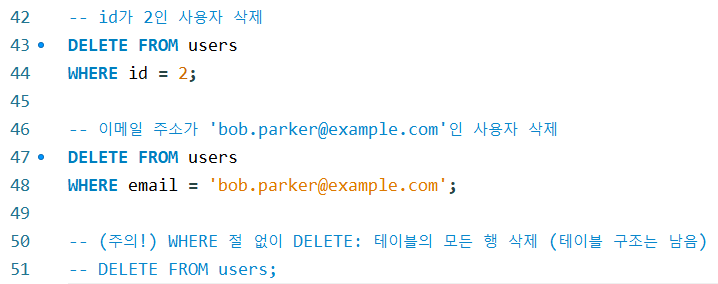 42 -- id가 2인 사용자 삭제
43 DELETE FROM users
44 WHERE id = 2;
45
46 -- 이메일 주소가 'bob.parker@example.com'인 사용자 삭제
47 DELETE FROM users
48 WHERE email = 'bob.parker@example.com';
49
50 -- (주의!) WHERE 절 없이 DELETE: 테이블의 모든 행 삭제 (테이블 구조는 남음)
51 -- DELETE FROM users;